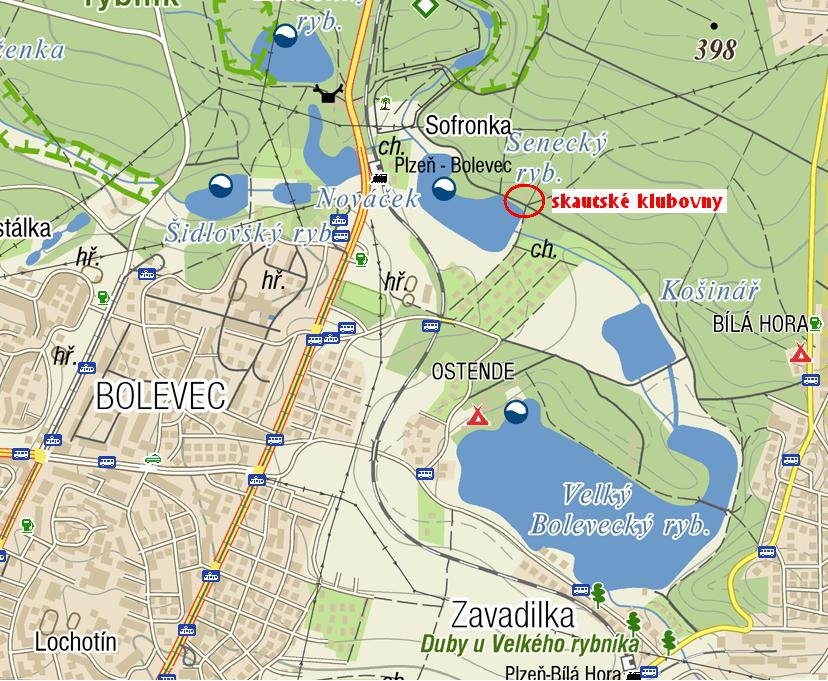 rybník
ryb.
398
ženka
Sofronka
ch.
Senecký
ryb.
Plzeň - Bolevec
Nováček
skautské klubovny
stálka
Šidlovský ryb.
hř.
ch.
hř.
hř.
Košinář
BÍLÁ HORA
hř.
OSTENDE
BOLEVEC
Velký
Bolevecký ryb.
Zavadilka
Duby u Velkého rybníka
Lochotín
Plzeň-Bílá Hora
ch.